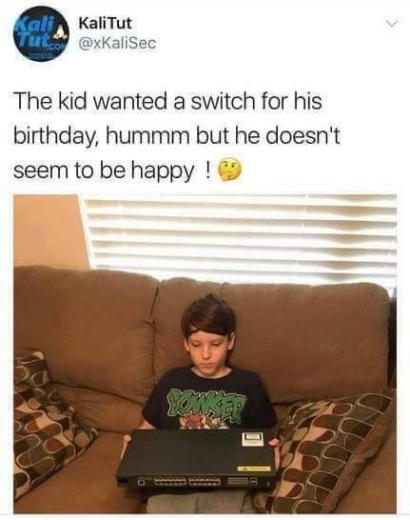 Kali
Tut.COM
KaliTut
@xKaliSec
The kid wanted a switch for his
birthday, hummm but he doesn't
seem to be happy ! 🤔
BOWSER